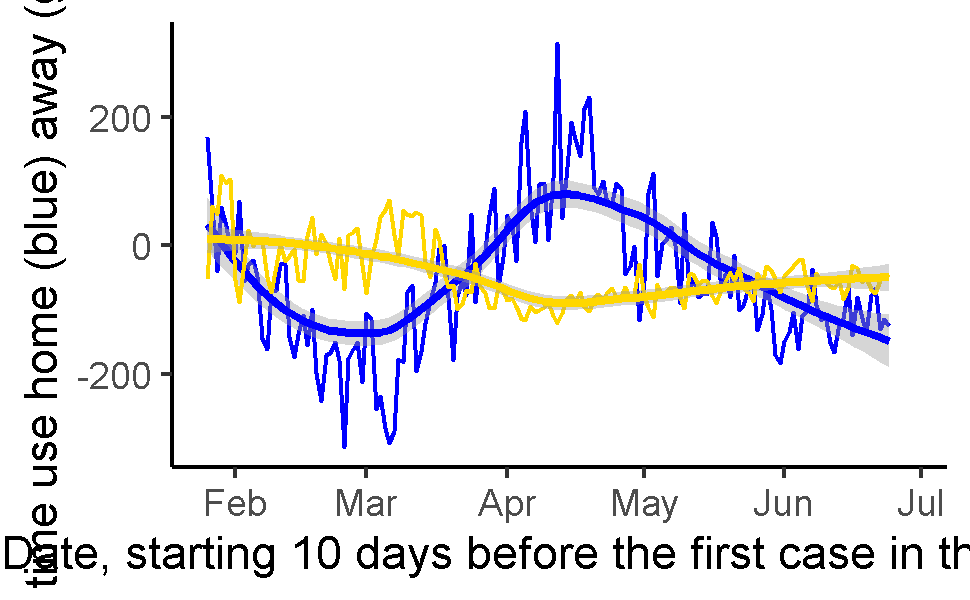 time use home (blue) away (
200
0
-200
Feb Mar Apr May Jun Jul
Date, starting 10 days before the first case in